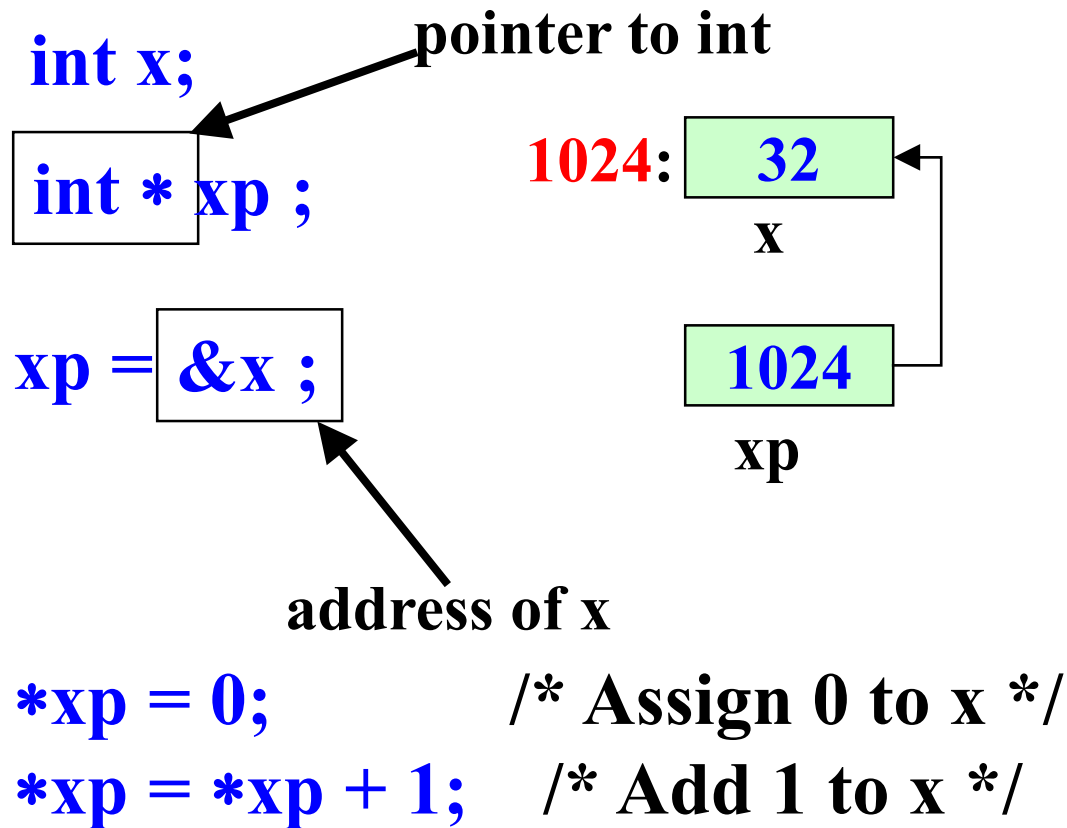 pointer to int
int x;
int * xp ;
1024: 32
x
xp = &x ;
1024
xp
address of x
*xp = 0; /* Assign 0 to x */
*xp = *xp + 1; /* Add 1 to x */